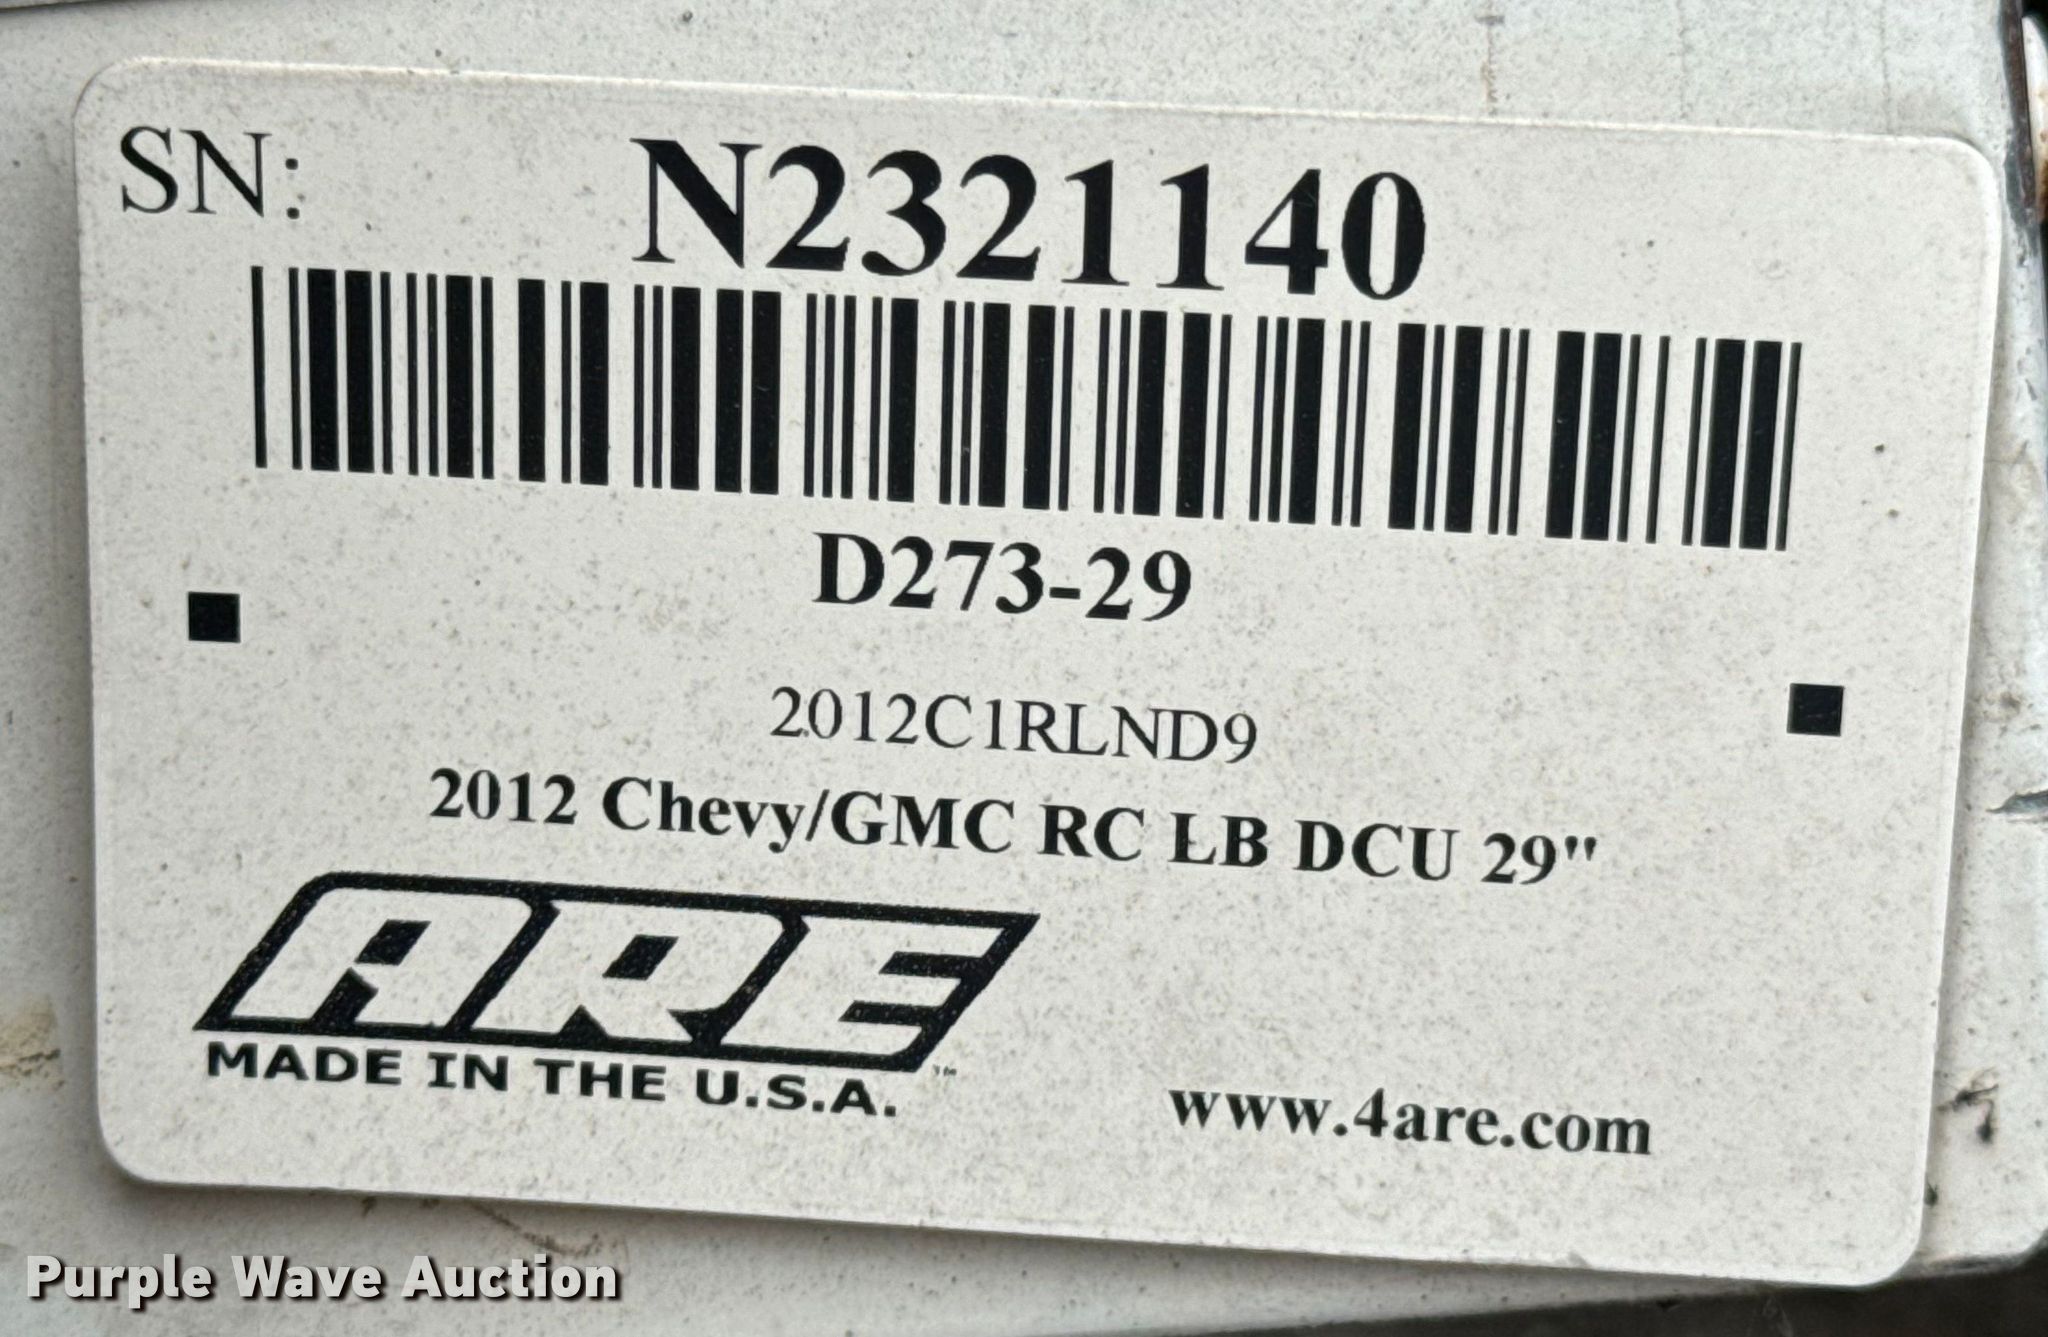 SN: N2321140
D273-29
2012C1RLND9
2012 Chevy/GMC RC LB DCU 29"
ARE™
MADE IN THE U.S.A.
www.4are.com
Purple Wave Auction